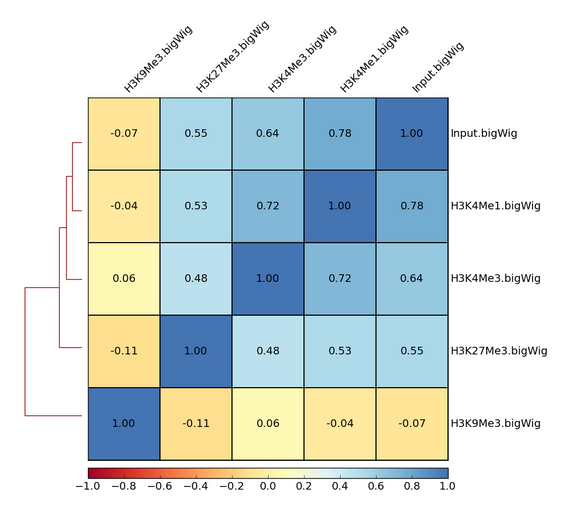 H3K9Me3.bigWig H3K27Me3.bigWig H3K4Me3.bigWig H3K4Me1.bigWig Input.bigWig
-0.07 0.55 0.64 0.78 1.00 Input.bigWig
-0.04 0.53 0.72 1.00 0.78 H3K4Me1.bigWig
0.06 0.48 1.00 0.72 0.64 H3K4Me3.bigWig
-0.11 1.00 0.48 0.53 0.55 H3K27Me3.bigWig
1.00 -0.11 0.06 -0.04 -0.07 H3K9Me3.bigWig
−1.0 −0.8 −0.6 −0.4 −0.2 0.0 0.2 0.4 0.6 0.8 1.0